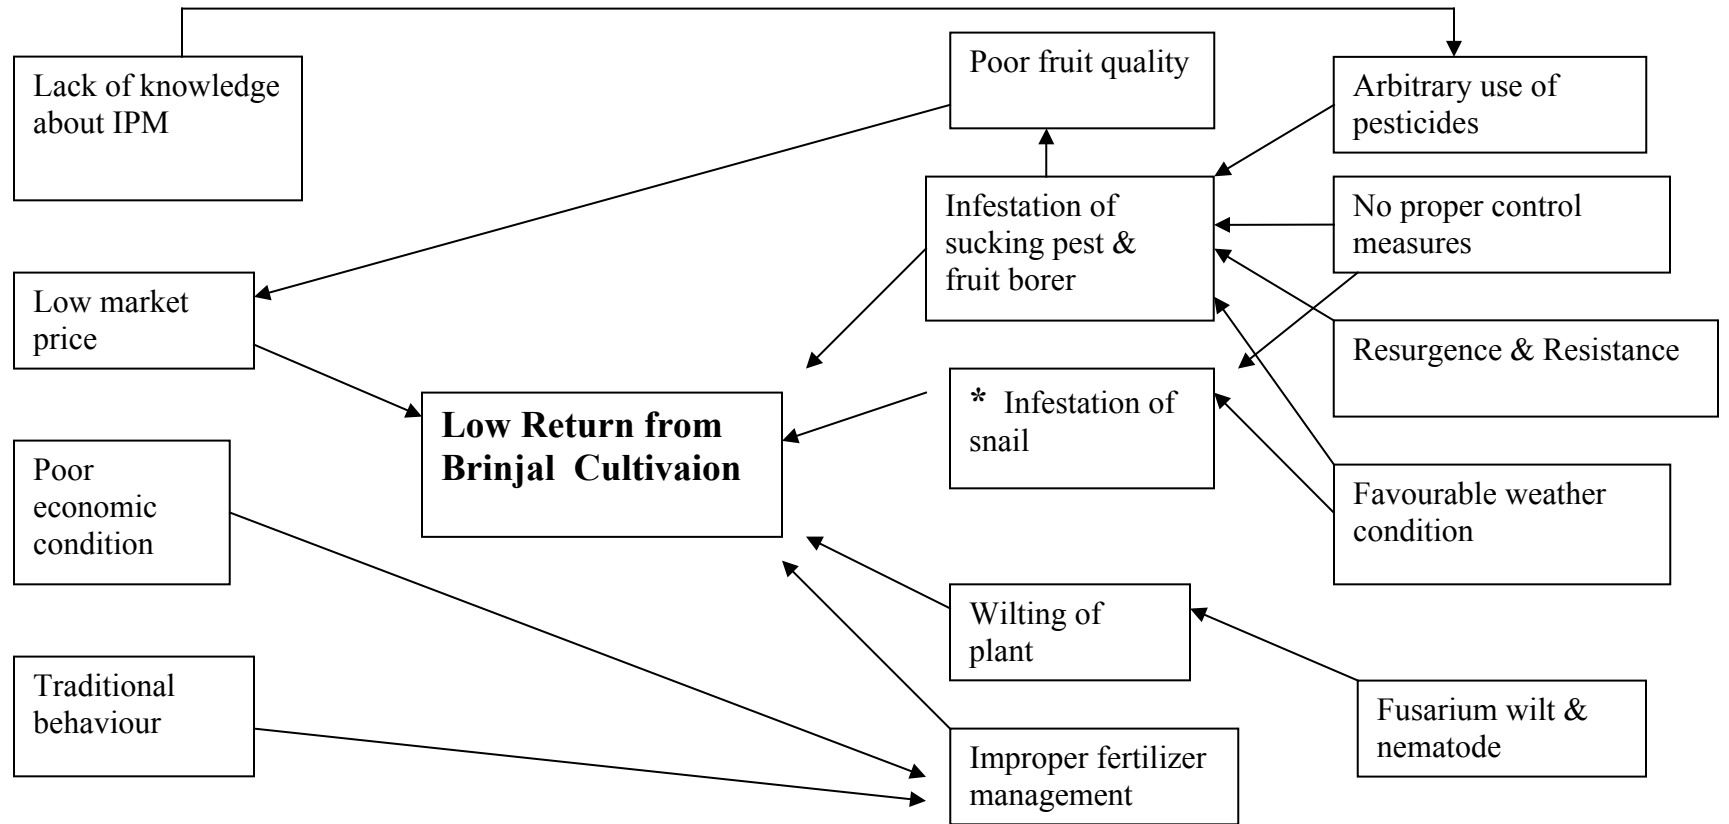 Lack of knowledge
about IPM
Poor fruit quality
Arbitrary use of
pesticides
Infestation of
sucking pest &
fruit borer
No proper control
measures
Low market
price
Resurgence & Resistance
* Infestation of
snail
Low Return from
Brinjal Cultivaion
Poor
economic
condition
Favourable weather
condition
Wilting of
plant
Traditional
behaviour
Fusarium wilt &
nematode
Improper fertilizer
management